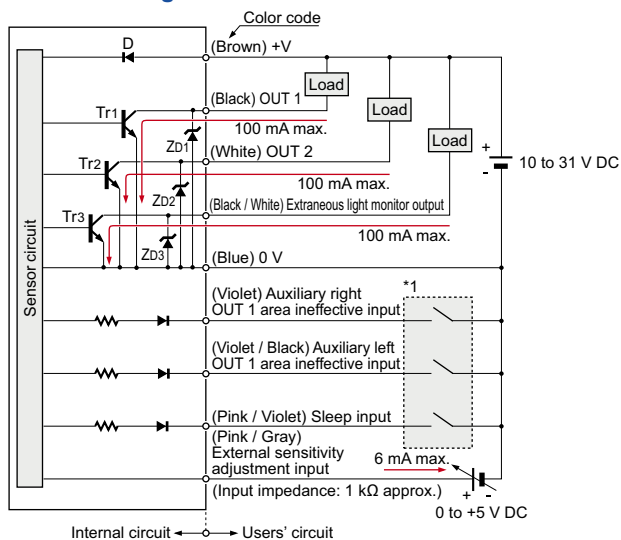 Color code
D
(Brown) +V
Load
(Black) OUT 1
Tr1
Load
100 mA max.
ZD1
(White) OUT 2
Load
+
-
10 to 31 V DC
Tr2
100 mA max.
ZD2
(Black / White) Extraneous light monitor output
Tr3
100 mA max.
ZD3
(Blue) 0 V
Sensor circuit
*1
(Violet) Auxiliary right
OUT 1 area ineffective input
(Violet / Black) Auxiliary left
OUT 1 area ineffective input
(Pink / Violet) Sleep input
(Pink / Gray)
External sensitivity
adjustment input
6 mA max.
(Input impedance: 1 kΩ approx.)
+ -
0 to +5 V DC
Internal circuit
Users' circuit